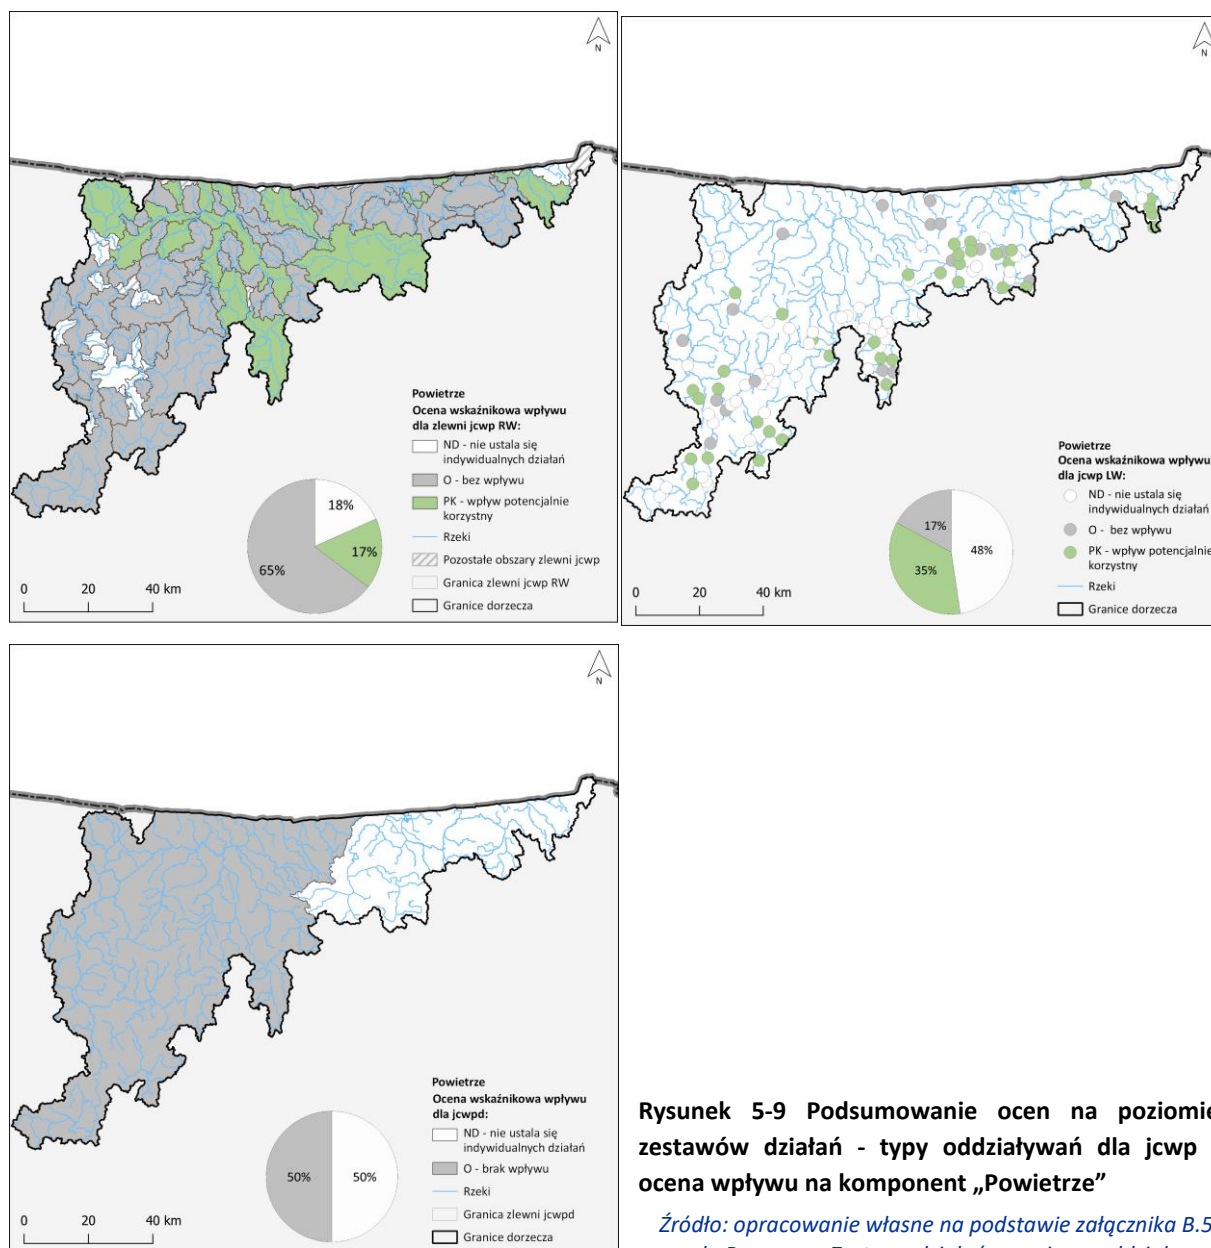 N
Powietrze
Ocena wskaźnikowa wpływu
dla zlewni jcwp RW:
ND - nie ustala się
indywidualnych działań
O - bez wpływu
PK - wpływ potencjalnie
korzystny
Rzeki
Pozostałe obszary zlewni jcwp
Granica zlewni jcwp RW
Granice dorzecza
18%
17%
65%
0 20 40 km
N
Powietrze
Ocena wskaźnikowa wpływu
dla jcwp LW:
ND - nie ustala się
indywidualnych działań
O - bez wpływu
PK - wpływ potencjalnie
korzystny
Rzeki
Granice dorzecza
17%
48%
35%
0 20 40 km
N
Powietrze
Ocena wskaźnikowa wpływu
dla jcwpd:
ND - nie ustala się
indywidualnych działań
O - brak wpływu
Rzeki
Granica zlewni jcwpd
Granice dorzecza
50% 50%
0 20 40 km
Rysunek 5-9 Podsumowanie ocen na poziomie
zestawów działań - typy oddziaływań dla jcwp
ocena wpływu na komponent „Powietrze”
Źródło: opracowanie własne na podstawie załącznika B.5